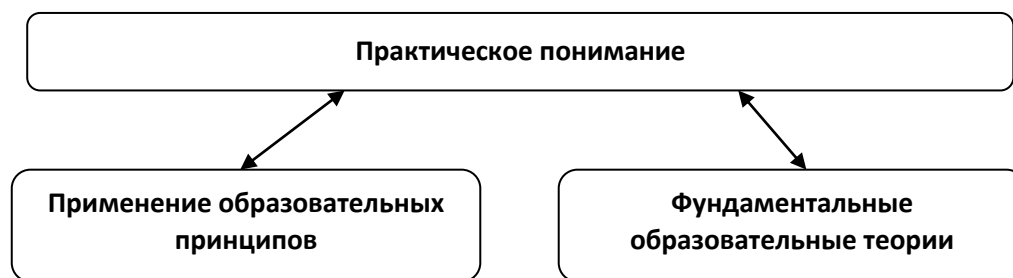 Практическое понимание
Применение образовательных
принципов
Фундаментальные
образовательные теории